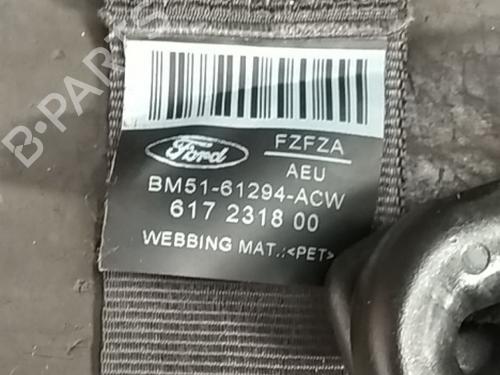 Ford
FZFZA
AEU
BM51-61294-ACW
617 2318 00
WEBBING MAT.:<PET>
B-PARTS